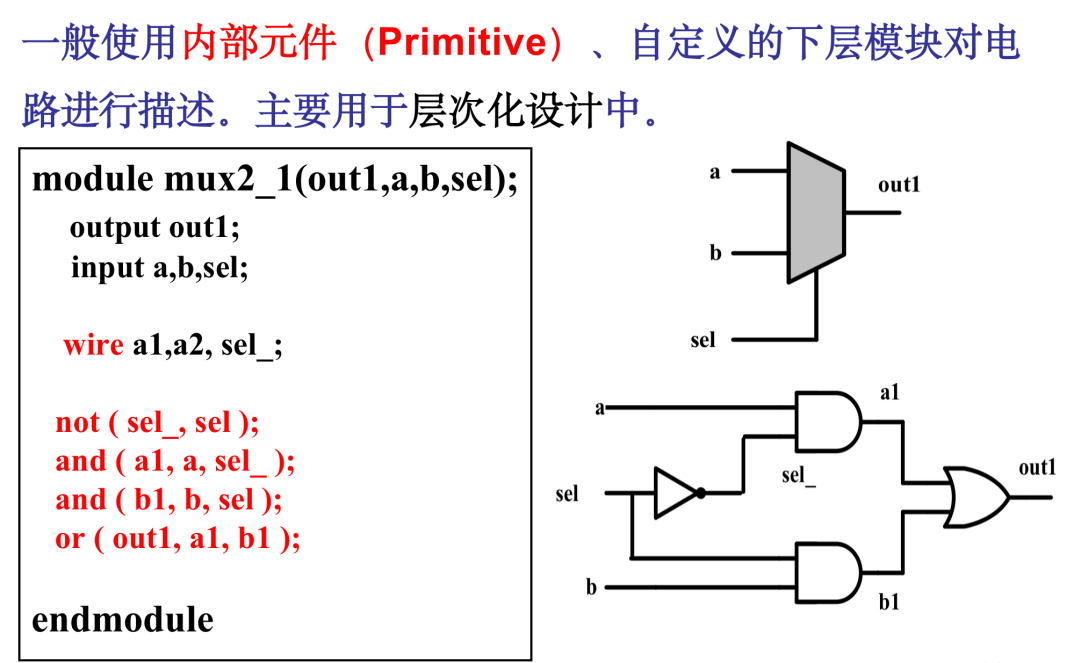 一般使用内部元件（Primitive）、自定义的下层模块对电
路进行描述。主要用于层次化设计中。
module mux2_1(out1,a,b,sel);
output out1;
input a,b,sel;
wire a1,a2, sel_;
not ( sel_, sel );
and ( a1, a, sel_ );
and ( b1, b, sel );
or ( out1, a1, b1 );
endmodule
a
out1
b
sel
a
a1
sel_
out1
sel
b
b1